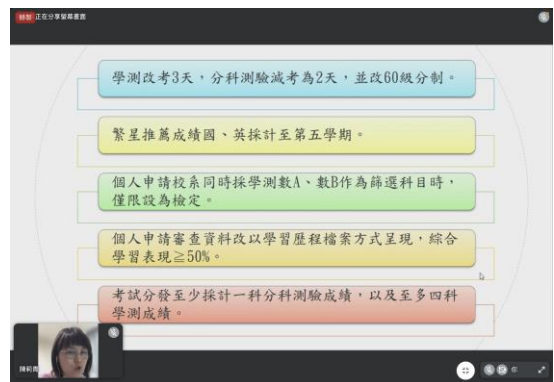 正在分享螢幕畫面
學測改考3天,分科測驗減考為2天,並改60級分制。
繁星推薦成績國、英採計至第五學期。
個人申請校系同時採學測數A、數B作為篩選科目時,
僅限設為檢定。
個人申請審查資料改以學習歷程檔案方式呈現,綜合
學習表現≧50%。
考試分發至少採計一科分科測驗成績,以及至多四科
學測成績。